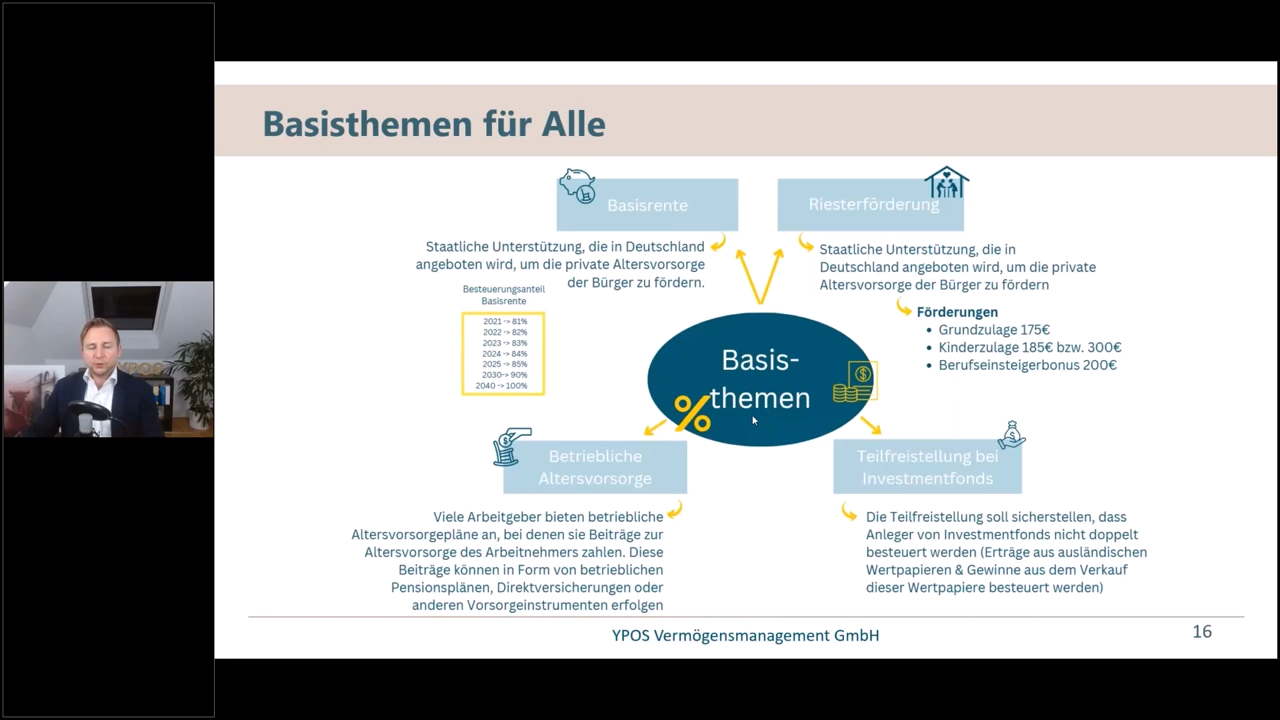 Basisthemen für Alle
Basisrente
Staatliche Unterstützung, die in Deutschland
angeboten wird, um die private Altersvorsorge
der Bürger zu fördern.
Besteuerungsanteil
Basisrente
2021 -> 81%
2022 -> 82%
2023 -> 83%
2024 -> 84%
2025 -> 85%
2030-> 90%
2040 -> 100%
Riesterförderung
Staatliche Unterstützung, die in
Deutschland angeboten wird, um die private
Altersvorsorge der Bürger zu fördern
Förderungen
• Grundzulage 175€
• Kinderzulage 185€ bzw. 300€
• Berufseinsteigerbonus 200€
Basis-
themen
%
Betriebliche
Altersvorsorge
Viele Arbeitgeber bieten betriebliche
Altersvorsorgepläne an, bei denen sie Beiträge zur
Altersvorsorge des Arbeitnehmers zahlen. Diese
Beiträge können in Form von betrieblichen
Pensionsplänen, Direktversicherungen oder
anderen Vorsorgeinstrumenten erfolgen
Teilfreistellung bei
Investmentfonds
Die Teilfreistellung soll sicherstellen, dass
Anleger von Investmentfonds nicht doppelt
besteuert werden (Erträge aus ausländischen
Wertpapieren & Gewinne aus dem Verkauf
dieser Wertpapiere besteuert werden)
YPOS Vermögensmanagement GmbH
16